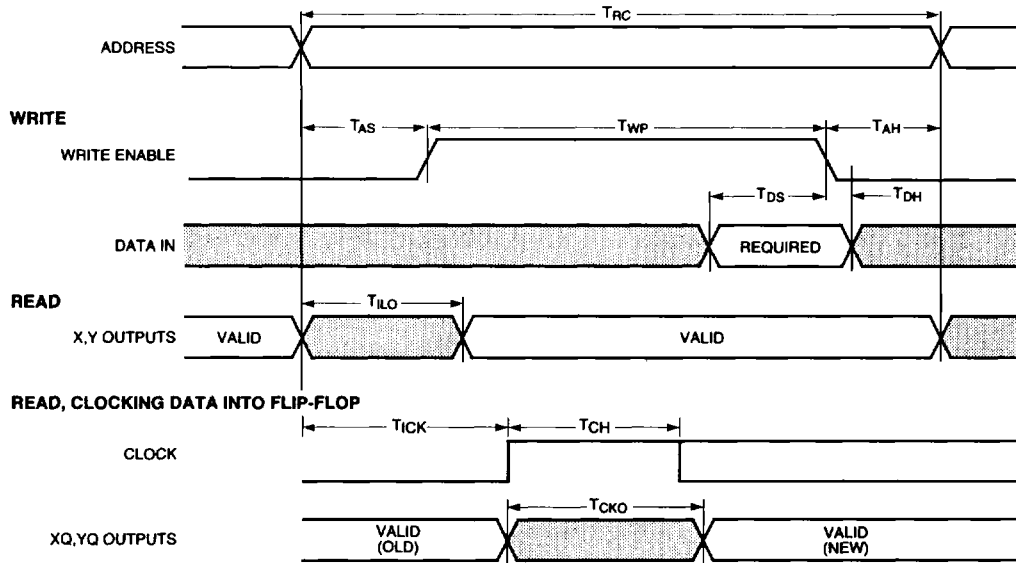 TRC
ADDRESS
WRITE
TAS
TWP
TAH
WRITE ENABLE
TDS
TDH
DATA IN
REQUIRED
READ
TILO
X,Y OUTPUTS
VALID
VALID
READ, CLOCKING DATA INTO FLIP-FLOP
TICK
TCH
CLOCK
TCKO
XQ,YQ OUTPUTS
VALID
(OLD)
VALID
(NEW)